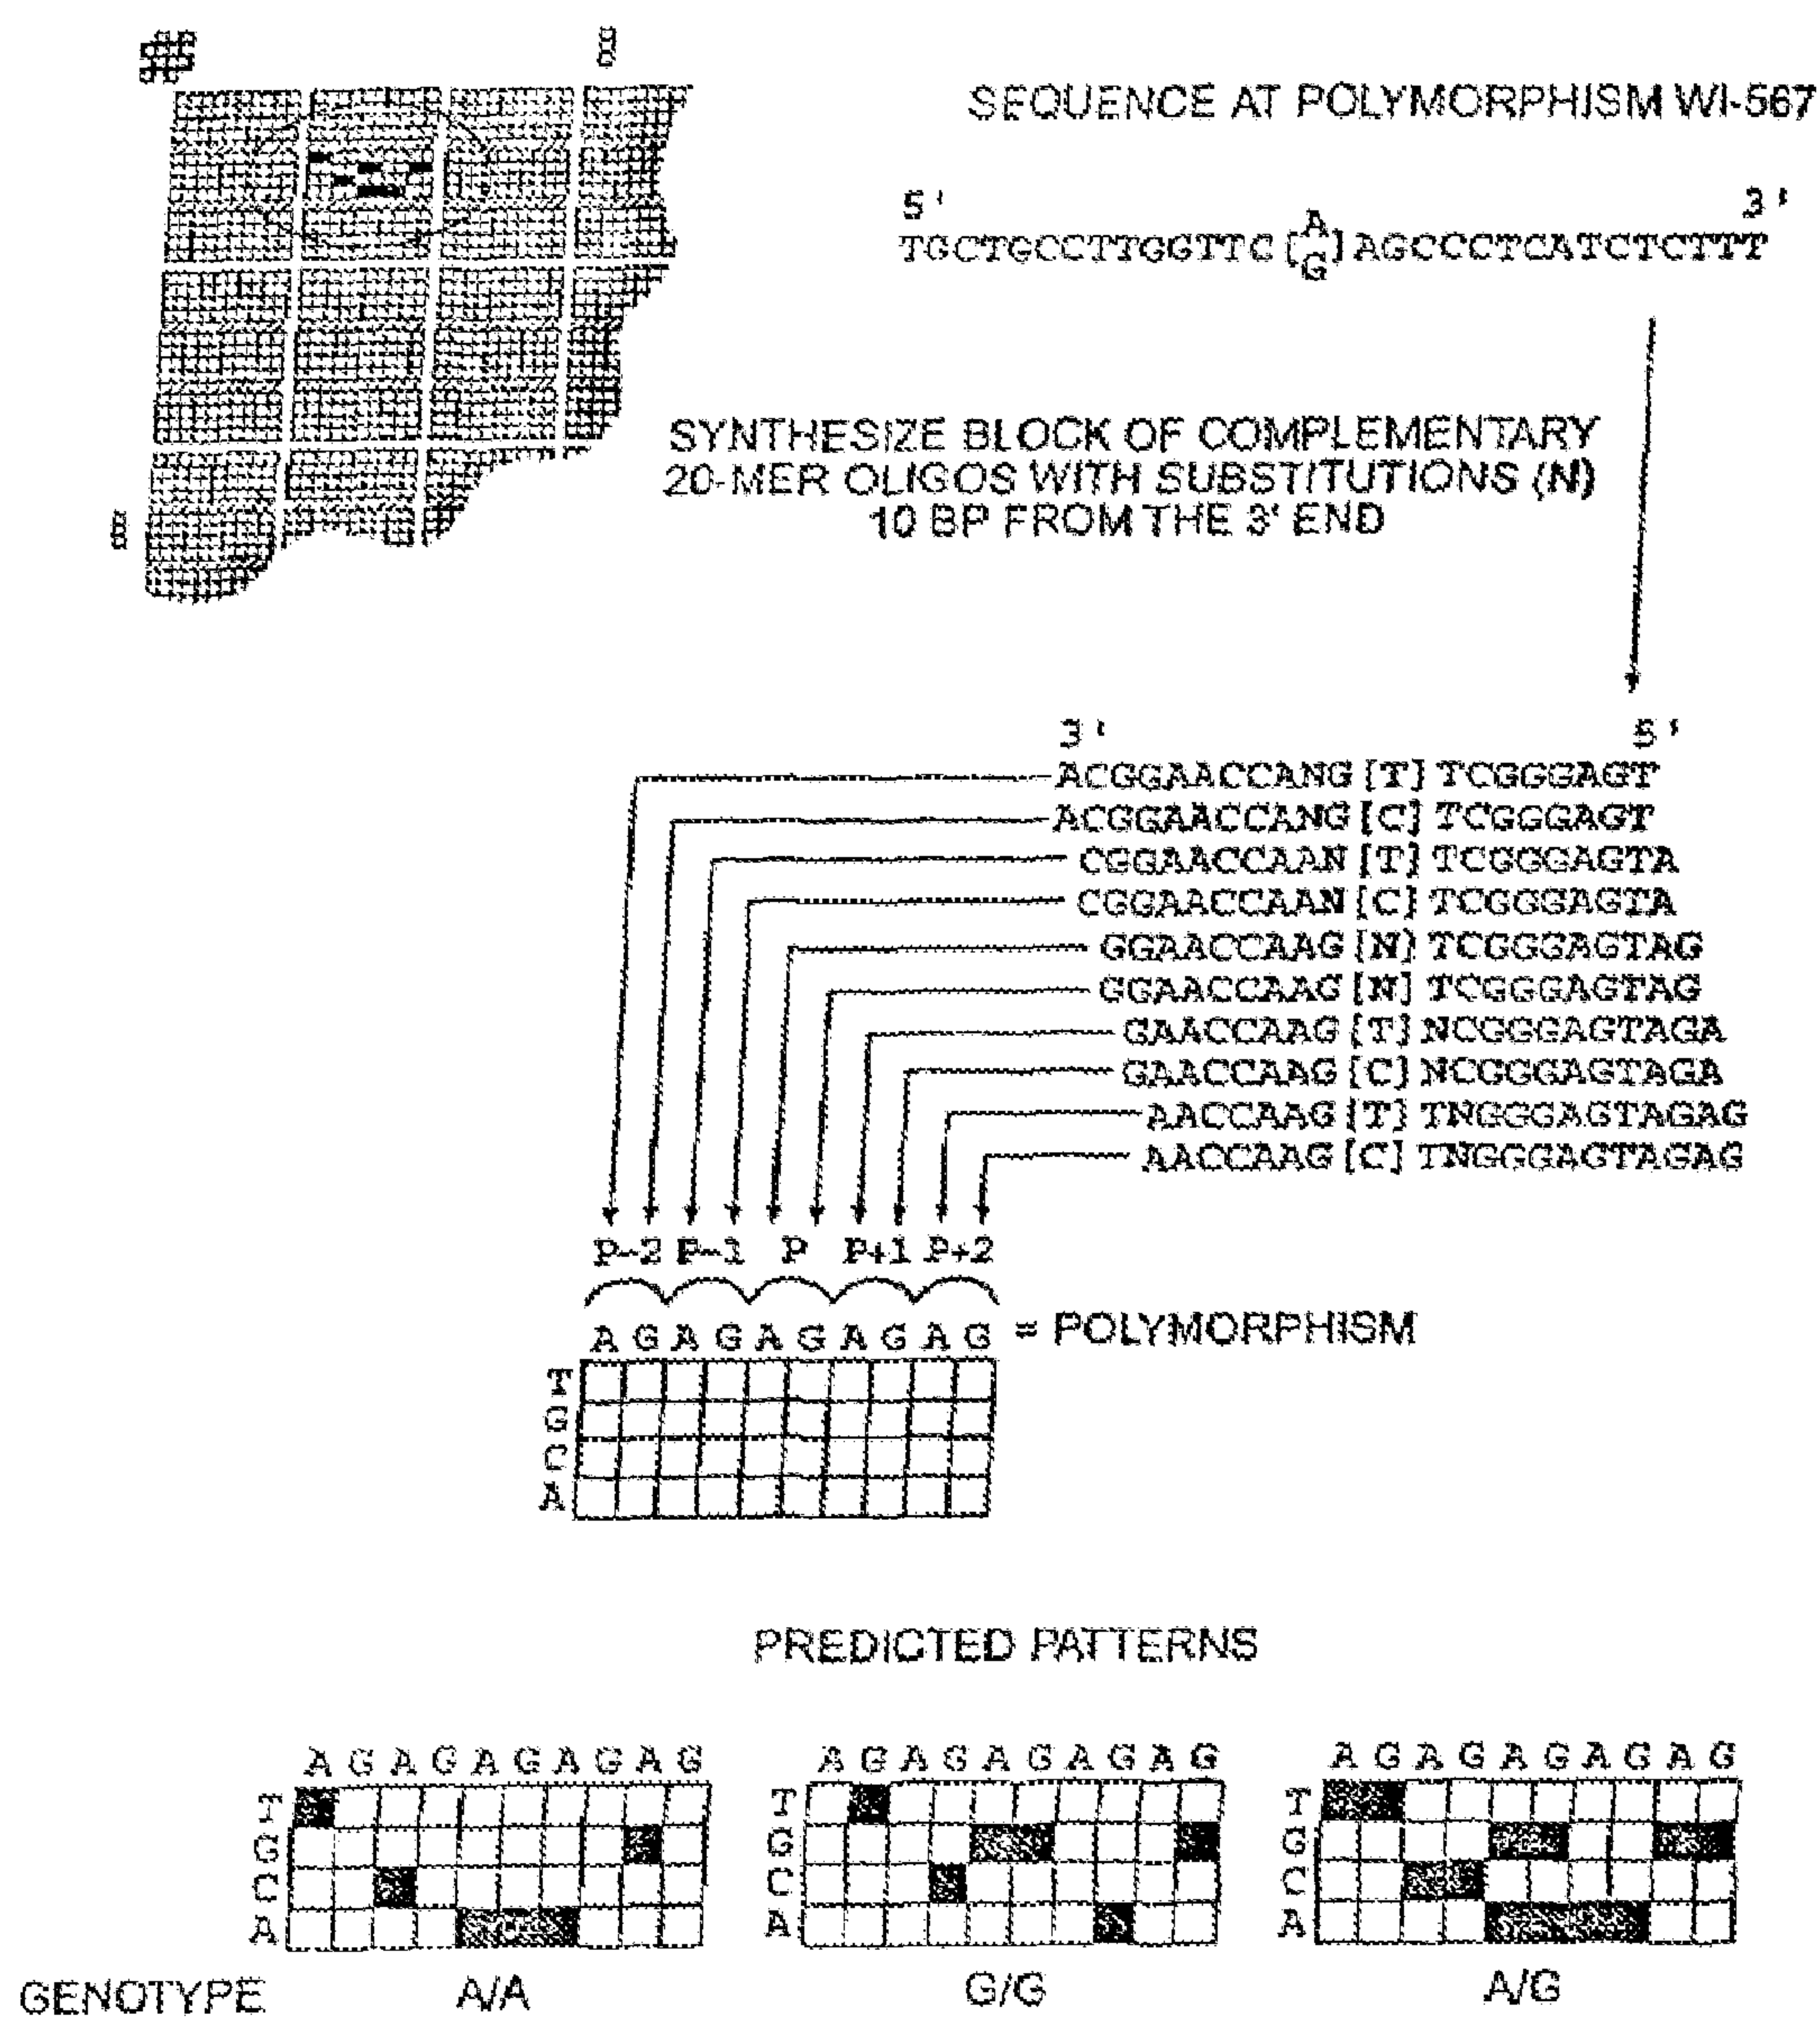 SEQUENCE AT POLYMORPHISM WI-567
5' 3'
A
TGCTGCCTTGGTTC [ ] AGCCCTCATCTCTTT
G
SYNTHESIZE BLOCK OF COMPLEMENTARY
20-MER OLIGOS WITH SUBSTITUTIONS (N)
10 BP FROM THE 3' END
3' 5'
ACGGAACCANG [T] TCGGGAGT
ACGGAACCANG [C] TCGGGAGT
CGGAACCAAN [T] TCGGGAGTA
CGGAACCAAN [C] TCGGGAGTA
GGAACCAAG [N] TCGGGAGTAG
GGAACCAAG [N] TCGGGAGTAG
GAACCAAG [T] NCGGGAGTAGA
GAACCAAG [C] NCGGGAGTAGA
AACCAAG [T] TNGGGAGTAGAG
AACCAAG [C] TNGGGAGTAGAG
P-2 P-1 P P+1 P+2
A G A G A G A G A G = POLYMORPHISM
T
G
C
A
PREDICTED PATTERNS
A G A G A G A G A G
T
G
C
A
A G A G A G A G A G
T
G
C
A
A G A G A G A G A G
T
G
C
A
GENOTYPE A/A G/G A/G